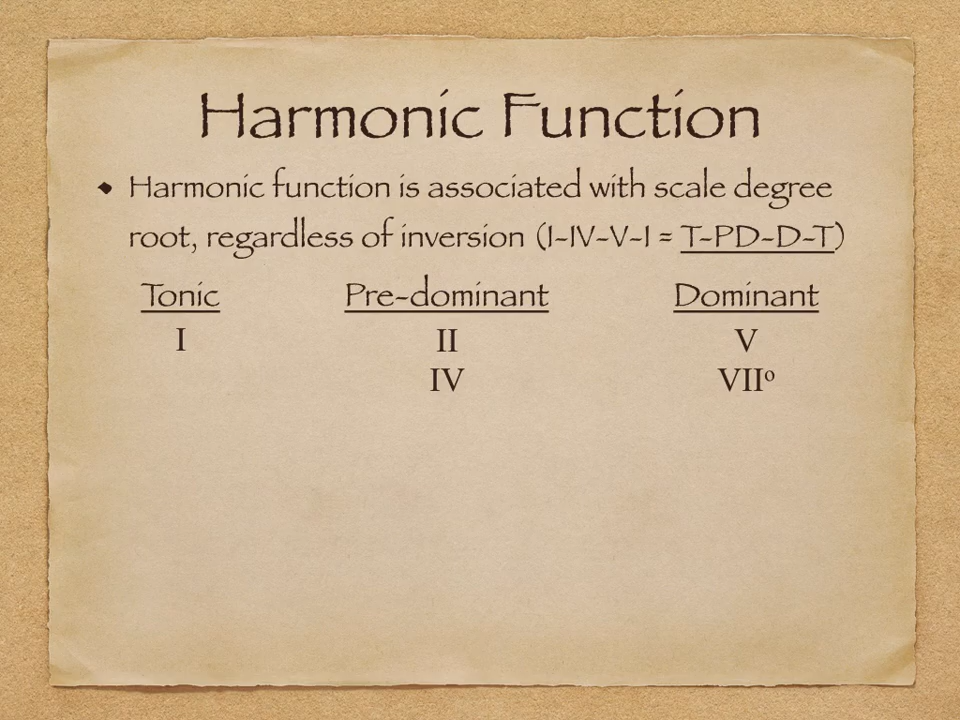 Harmonic Function
Harmonic function is associated with scale degree
root, regardless of inversion (I-IV-V-I = T-PD-D-T)
Tonic Pre-dominant Dominant
I II V
IV VIIº